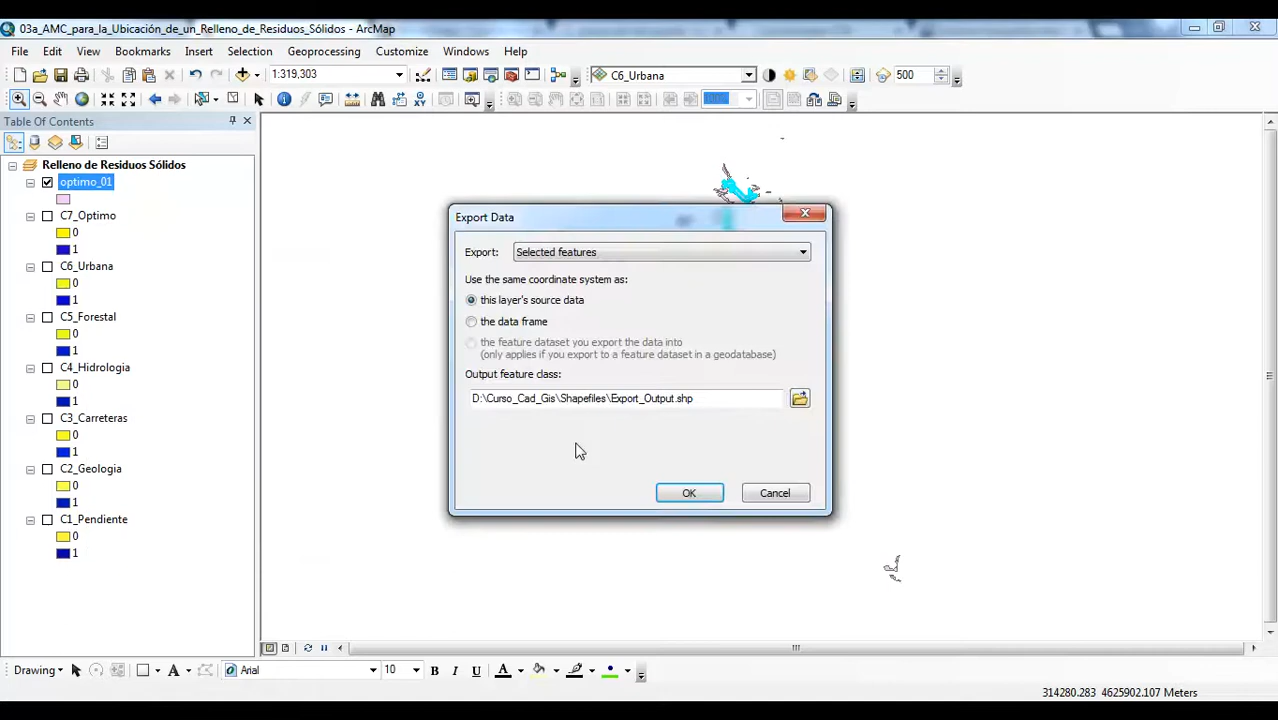 03a_AMC_para_la_Ubicación_de_un_Relleno_de_Residuos_Sólidos - ArcMap
File Edit View Bookmarks Insert Selection Geoprocessing Customize Windows Help
1:319,303
C6_Urbana
500
Table Of Contents
Relleno de Residuos Sólidos
optimo_01
C7_Optimo
0
1
C6_Urbana
0
1
C5_Forestal
0
1
C4_Hidrologia
0
1
C3_Carreteras
0
1
C2_Geologia
0
1
C1_Pendiente
0
1
Export Data
Export: Selected features
Use the same coordinate system as:
this layer's source data
the data frame
the feature dataset you export the data into
(only applies if you export to a feature dataset in a geodatabase)
Output feature class:
D:\Curso_Cad_Gis\Shapefiles\Export_Output.shp
OK Cancel
Drawing Arial 10 B I U A
314280.283 4625902.107 Meters